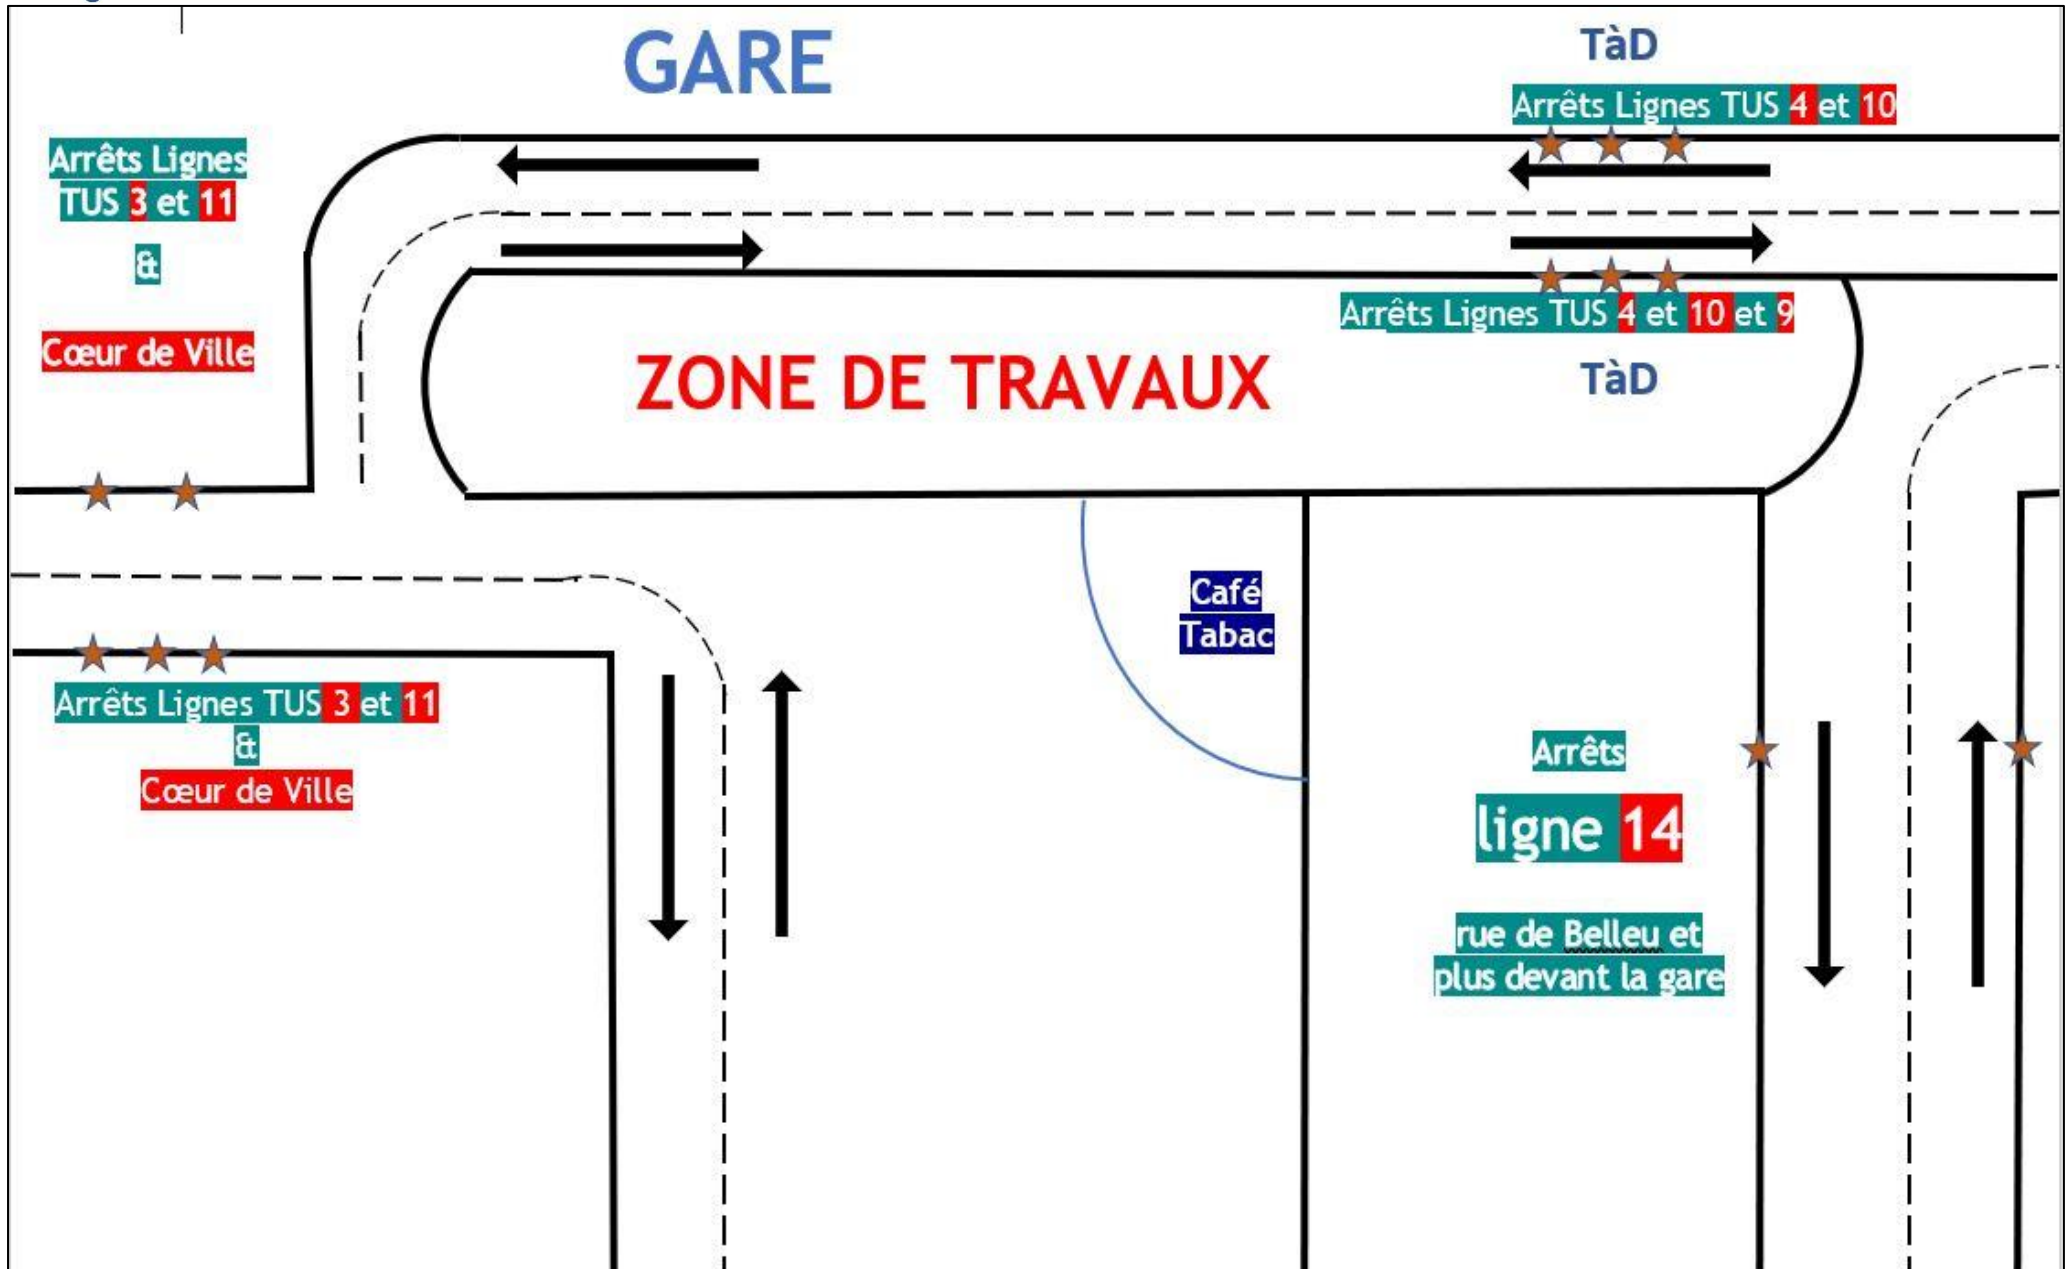 GARE
TàD
Arrêts Lignes TUS 4 et 10
Arrêts Lignes
TUS 3 et 11
&
Cœur de Ville
Arrêts Lignes TUS 4 et 10 et 9
TàD
ZONE DE TRAVAUX
Café
Tabac
Arrêts Lignes TUS 3 et 11
&
Cœur de Ville
Arrêts
ligne 14
rue de Belleu et
plus devant la gare